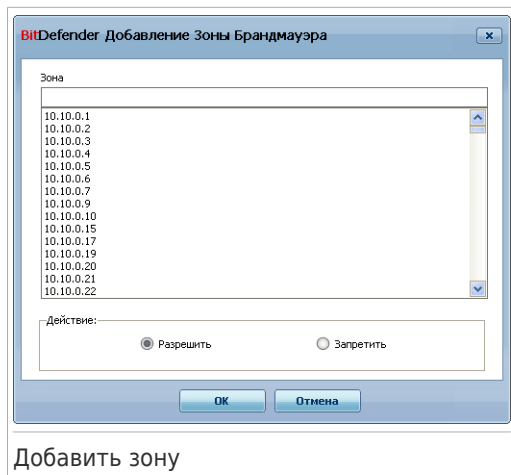 BitDefender Добавление Зоны Брандмауэра
Зона
10.10.0.1
10.10.0.2
10.10.0.3
10.10.0.4
10.10.0.5
10.10.0.6
10.10.0.7
10.10.0.9
10.10.0.10
10.10.0.15
10.10.0.17
10.10.0.19
10.10.0.20
10.10.0.21
10.10.0.22
Действие:
Разрешить Запретить
OK Отмена
Добавить зону